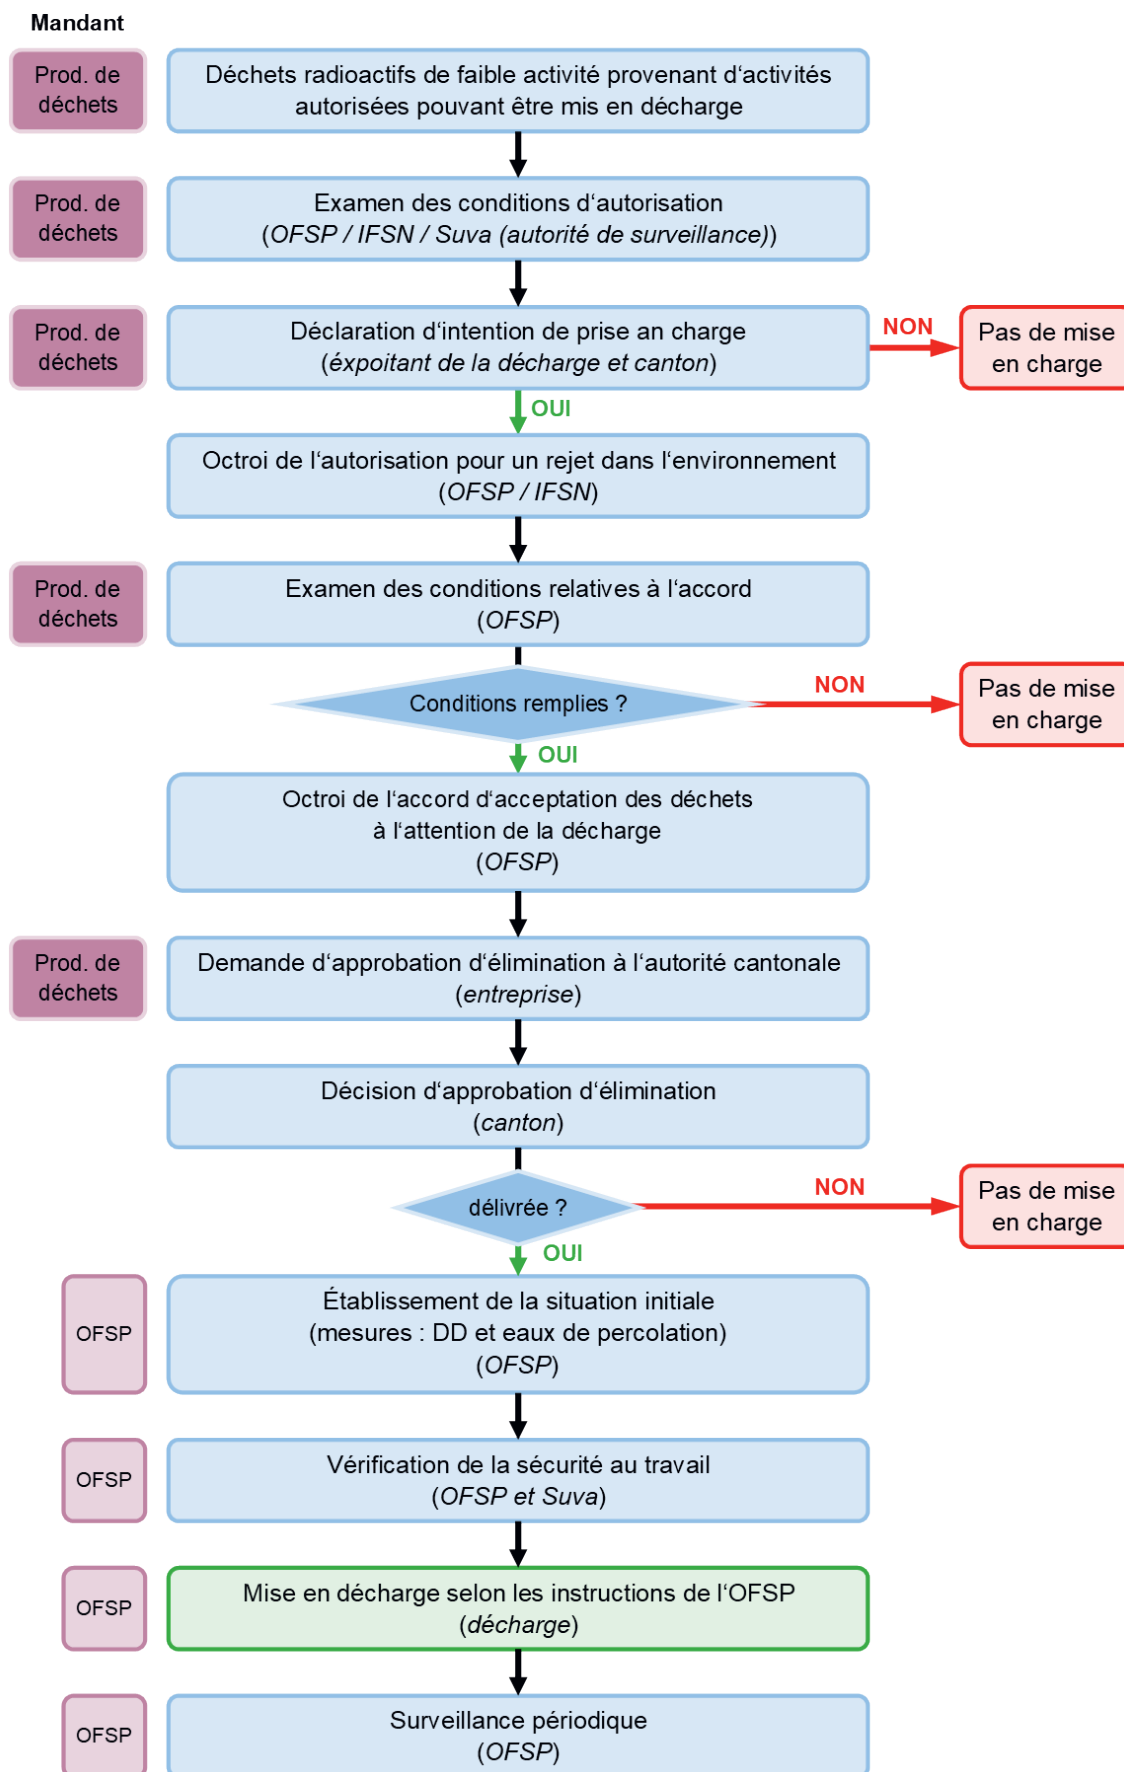 Mandant
Prod. de
déchets
Déchets radioactifs de faible activité provenant d‘activités
autorisées pouvant être mis en décharge
Prod. de
déchets
Examen des conditions d‘autorisation
(OFSP / IFSN / Suva (autorité de surveillance))
Prod. de
déchets
Déclaration d‘intention de prise an charge
(éxpoitant de la décharge et canton)
NON
Pas de mise
en charge
OUI
Octroi de l‘autorisation pour un rejet dans l‘environnement
(OFSP / IFSN)
Prod. de
déchets
Examen des conditions relatives à l‘accord
(OFSP)
Conditions remplies ?
NON
Pas de mise
en charge
OUI
Octroi de l‘accord d‘acceptation des déchets
à l‘attention de la décharge
(OFSP)
Prod. de
déchets
Demande d‘approbation d‘élimination à l‘autorité cantonale
(entreprise)
Décision d‘approbation d‘élimination
(canton)
délivrée ?
NON
Pas de mise
en charge
OUI
OFSP
Établissement de la situation initiale
(mesures : DD et eaux de percolation)
(OFSP)
OFSP
Vérification de la sécurité au travail
(OFSP et Suva)
OFSP
Mise en décharge selon les instructions de l‘OFSP
(décharge)
OFSP
Surveillance périodique
(OFSP)